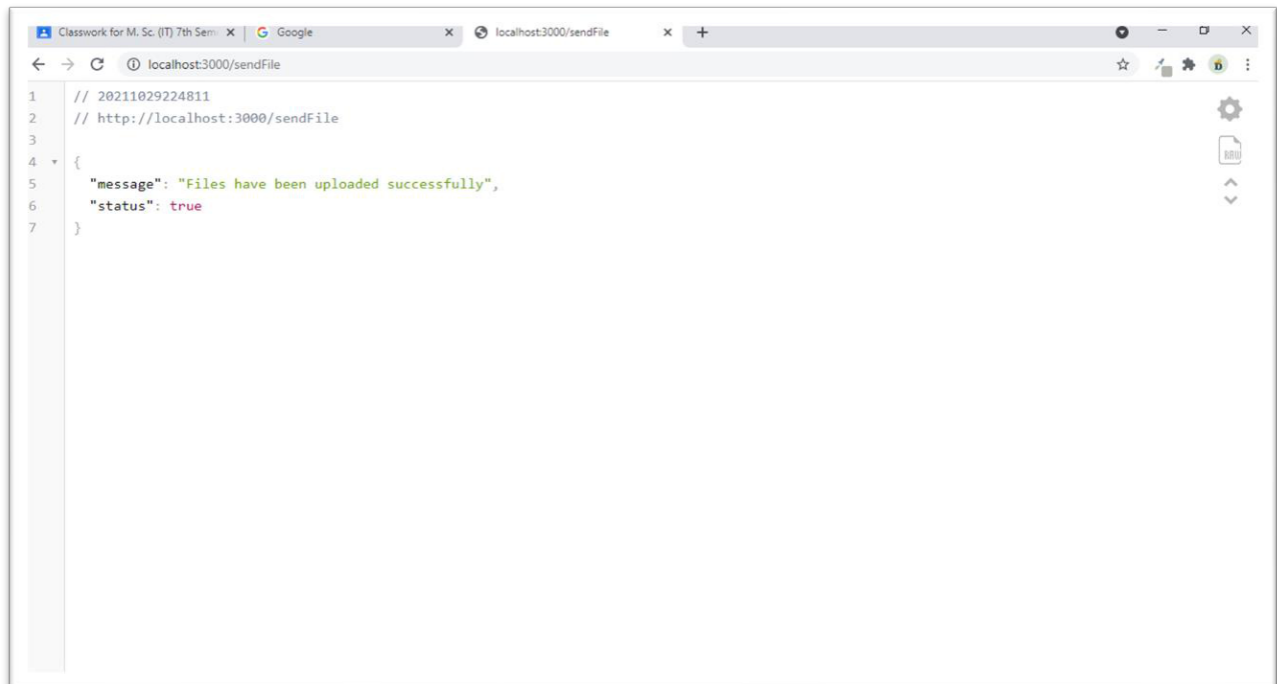 Classwork for M. Sc. (IT) 7th Sem
Google
localhost:3000/sendFile
localhost:3000/sendFile
1 // 20211029224811
2 // http://localhost:3000/sendFile
3
4 {
5 "message": "Files have been uploaded successfully",
6 "status": true
7 }
RAW